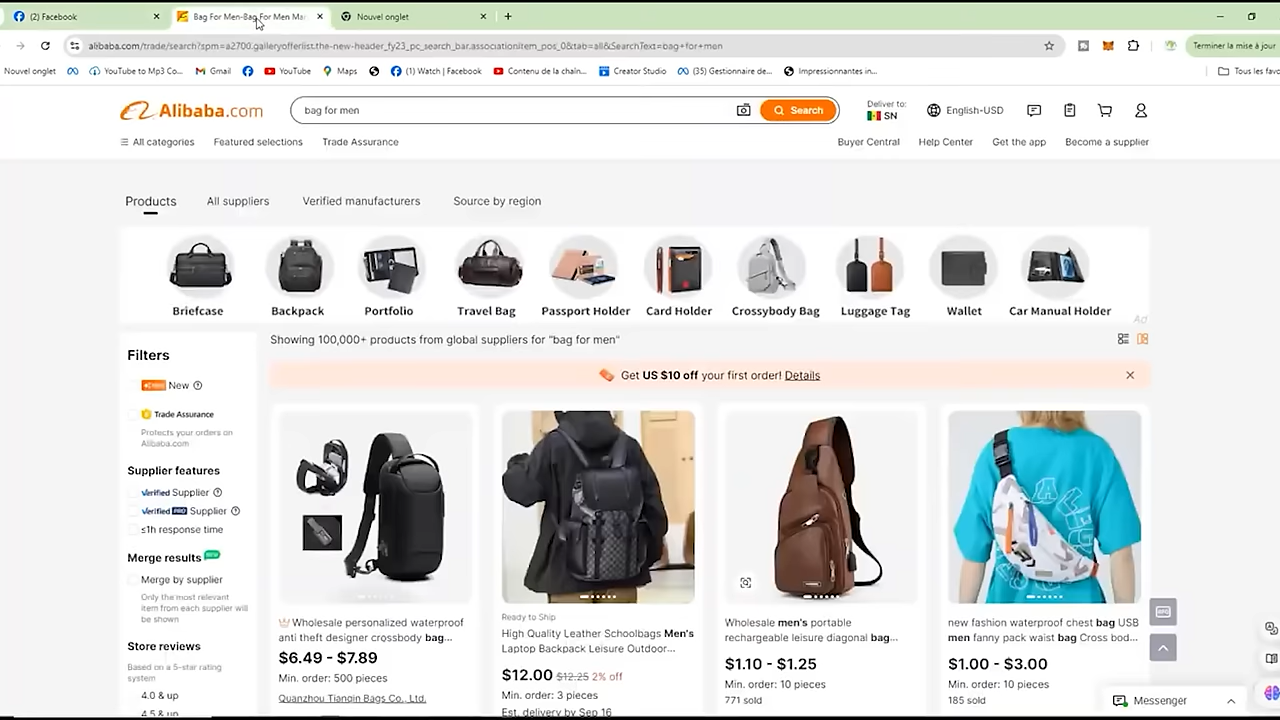 (2) Facebook
Bag For Men-Bag For Men Ma
Nouvel onglet
alibaba.com/trade/search?spm=a2700.galleryofferlist.the-new-header_fy23_pc_search_bar.associationItem_pos_0&tab=all&SearchText=bag+for+men
Terminer la mise à jour
Nouvel onglet
YouTube to Mp3 Co...
Gmail
YouTube
Maps
(1) Watch | Facebook
Contenu de la chaîn...
Creator Studio
(35) Gestionnaire de...
Impressionnantes in...
Tous les favo
Alibaba.com
bag for men
Search
Deliver to:
SN
English-USD
All categories
Featured selections
Trade Assurance
Buyer Central
Help Center
Get the app
Become a supplier
Products
All suppliers
Verified manufacturers
Source by region
Briefcase
Backpack
Portfolio
Travel Bag
Passport Holder
Card Holder
Crossybody Bag
Luggage Tag
Wallet
Car Manual Holder
Ad
Filters
New
Trade Assurance
Protects your orders on
Alibaba.com
Supplier features
Verified Supplier
Verified PRO Supplier
≤1h response time
Merge results
Merge by supplier
Only the most relevant
item from each supplier will
be shown
Store reviews
Based on a 5-star rating
system
4.0 & up
4.5 & up
Showing 100,000+ products from global suppliers for "bag for men"
Get US $10 off your first order! Details
Wholesale personalized waterproof
anti theft designer crossbody bag...
$6.49 - $7.89
Min. order: 500 pieces
Quanzhou Tianqin Bags Co., Ltd.
Ready to Ship
High Quality Leather Schoolbags Men's
Laptop Backpack Leisure Outdoor...
$12.00 $12.25 2% off
Min. order: 3 pieces
Est. delivery by Sep 16
Wholesale men's portable
rechargeable leisure diagonal bag...
$1.10 - $1.25
Min. order: 10 pieces
771 sold
new fashion waterproof chest bag USB
men fanny pack waist bag Cross bod...
$1.00 - $3.00
Min. order: 10 pieces
185 sold
Messenger